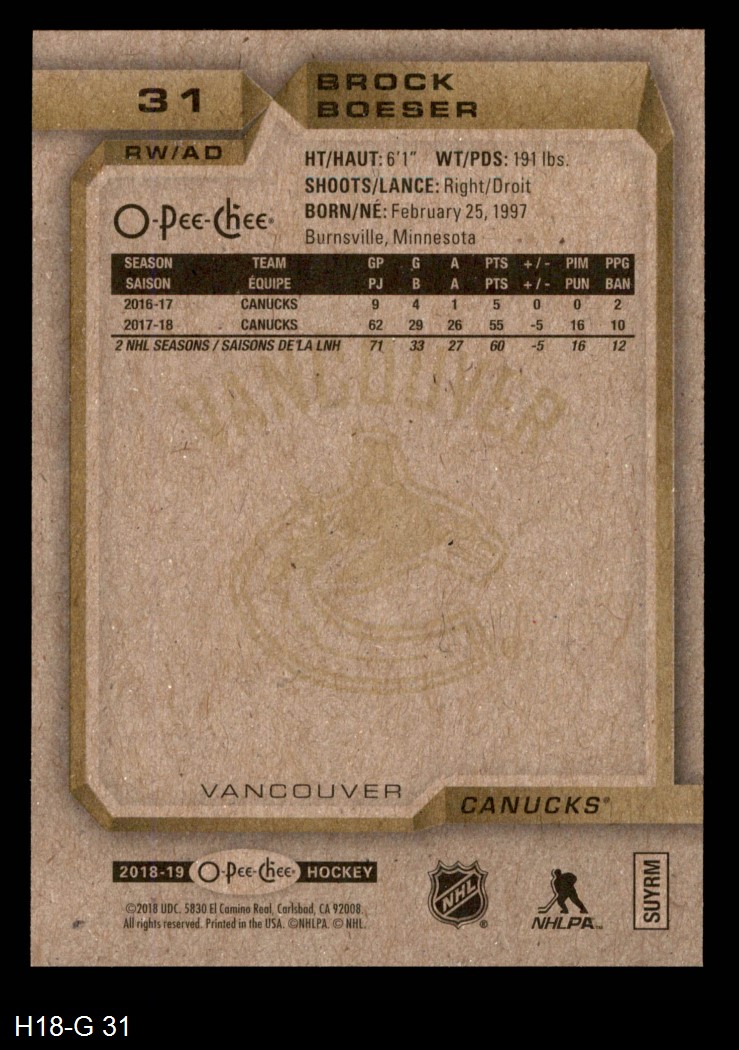 31
BROCK
BOESER
RW/AD
HT/HAUT: 6'1" WT/PDS: 191 lbs.
SHOOTS/LANCE: Right/Droit
BORN/NÉ: February 25, 1997
Burnsville, Minnesota
O-Pee-Chee®
SEASON TEAM GP G A PTS +/- PIM PPG
SAISON ÉQUIPE PJ B A PTS +/- PUN BAN
2016-17 CANUCKS 9 4 1 5 0 0 2
2017-18 CANUCKS 62 29 26 55 -5 16 10
2 NHL SEASONS / SAISONS DE LA LNH 71 33 27 60 -5 16 12
VANCOUVER
VANCOUVER
CANUCKS®
2018-19 O-Pee-Chee HOCKEY
©2018 UDC. 5830 El Camino Real, Carlsbad, CA 92008.
All rights reserved. Printed in the USA. ©NHLPA. © NHL.
NHL®
NHLPA™
SUYRM
H18-G 31